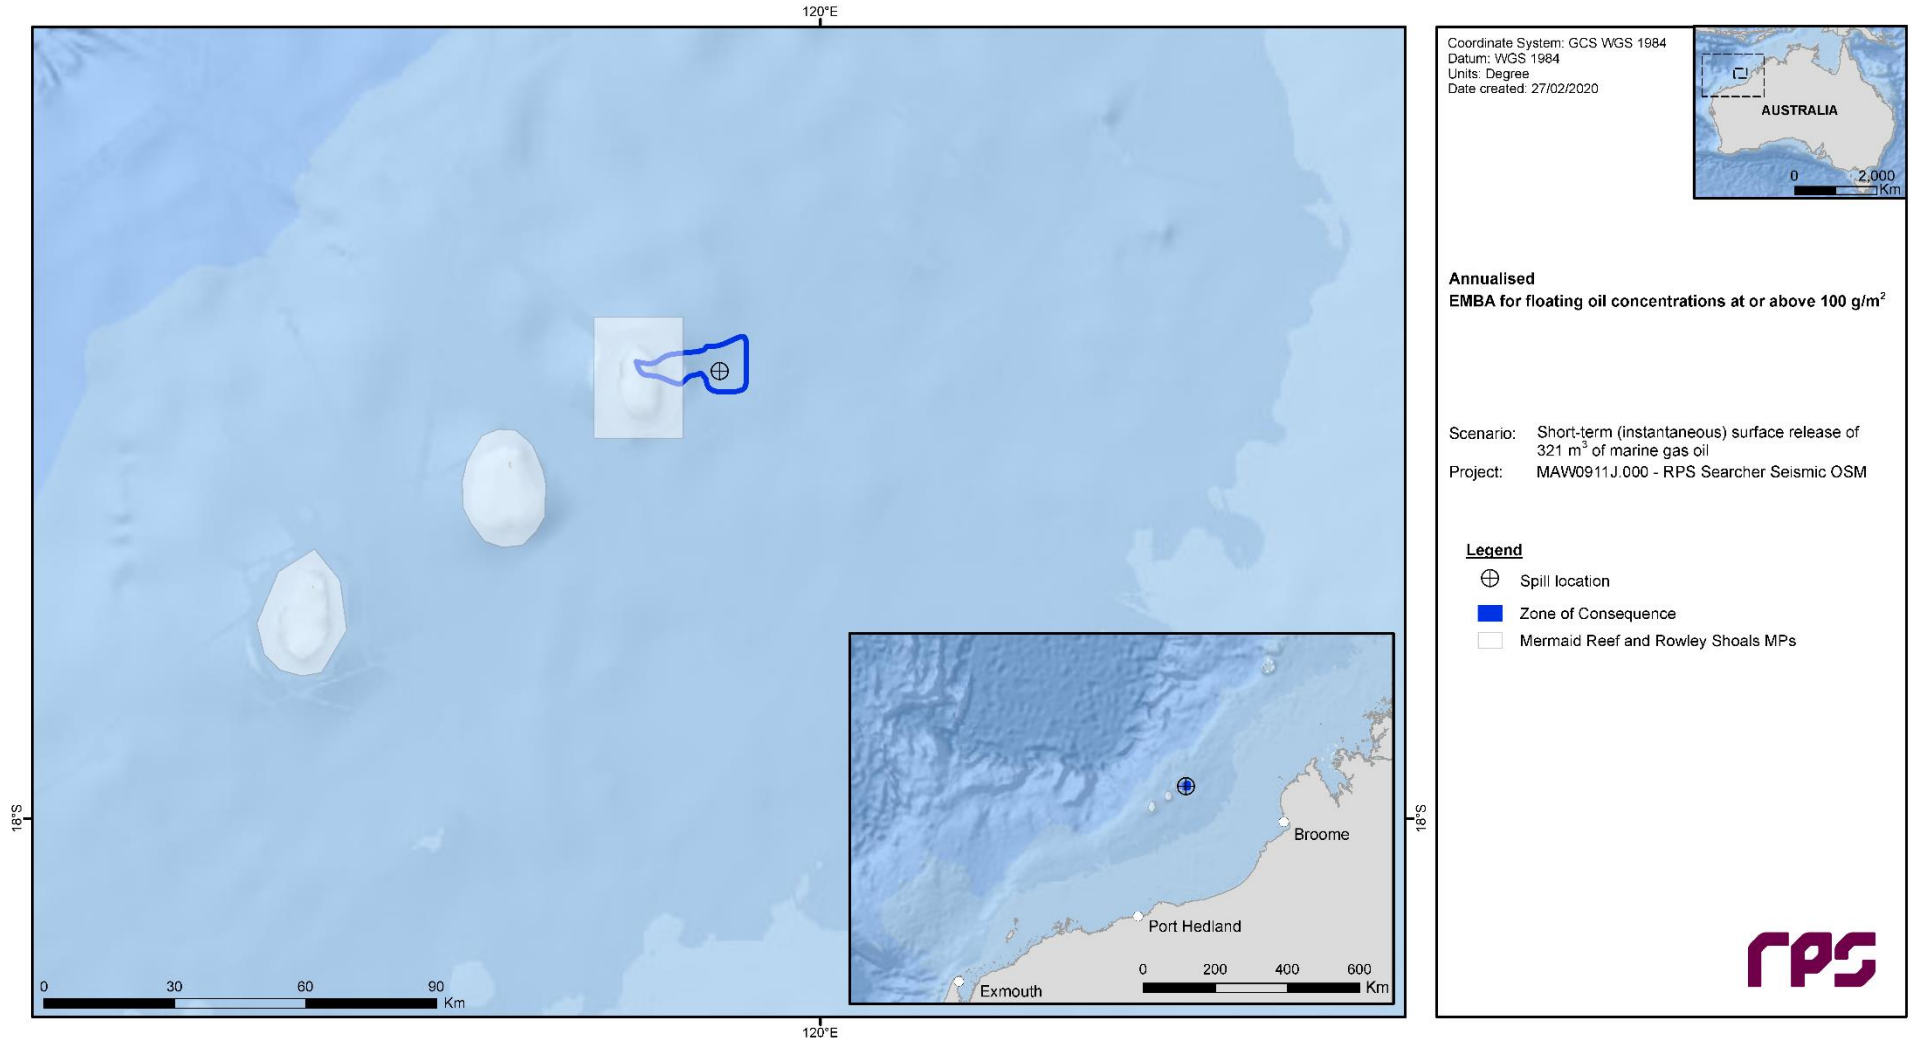 120°E
18°S
18°S
0 30 60 90
Km
120°E
Broome
Port Hedland
Exmouth
0 200 400 600
Km
Coordinate System: GCS WGS 1984
Datum: WGS 1984
Units: Degree
Date created: 27/02/2020
AUSTRALIA
0 2,000
Km
Annualised
EMBA for floating oil concentrations at or above 100 g/m²
Scenario: Short-term (instantaneous) surface release of
321 m³ of marine gas oil
Project: MAW0911J.000 - RPS Searcher Seismic OSM
Legend
Spill location
Zone of Consequence
Mermaid Reef and Rowley Shoals MPs
rps